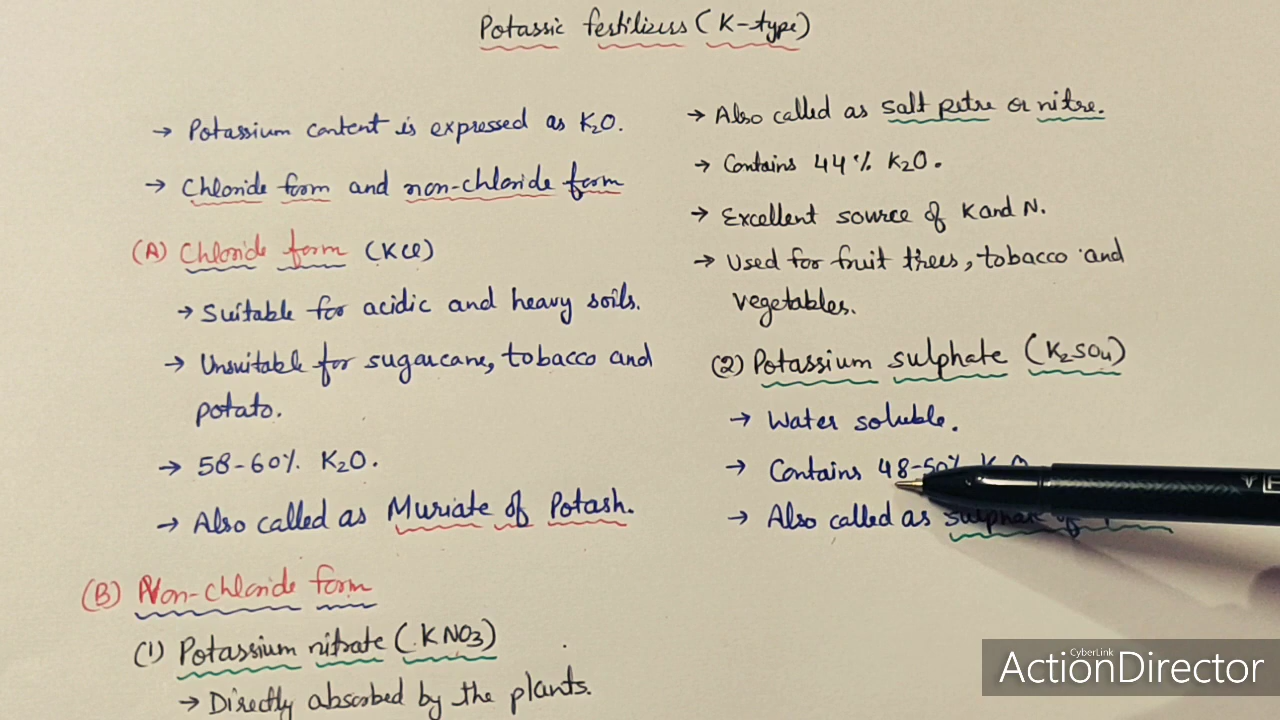 Potassic fertilizers (K-type)
→ Potassium content is expressed as K₂O.
→ Chloride form and non-chloride form
(A) Chloride form (KCl)
→ Suitable for acidic and heavy soils.
→ Unsuitable for sugarcane, tobacco and
potato.
→ 58-60% K₂O.
→ Also called as Muriate of Potash.
(B) Non-chloride form
(1) Potassium nitrate (KNO3)
→ Directly absorbed by the plants.
→ Also called as salt petre or nitre.
→ Contains 44% K₂O.
→ Excellent source of K and N.
→ Used for fruit trees, tobacco and
vegetables.
(2) Potassium sulphate (K₂SO₄)
→ Water soluble.
→ Contains 48-50%
→ Also called as sulphate of
CyberLink
ActionDirector